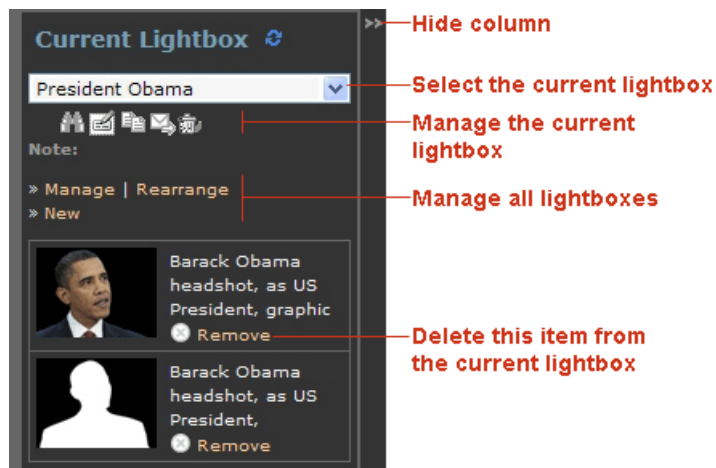 Current Lightbox
>> Hide column
President Obama
Select the current lightbox
Manage the current
lightbox
Note:
» Manage | Rearrange
» New
Manage all lightboxes
Barack Obama
headshot, as US
President, graphic
Remove
Delete this item from
the current lightbox
Barack Obama
headshot, as US
President,
Remove